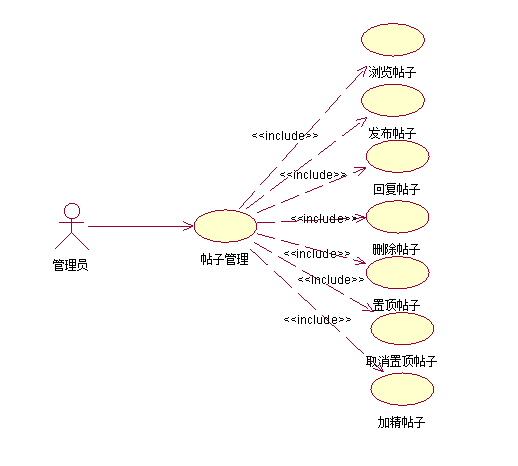 浏览帖子
<<include>>
发布帖子
<<include>>
回复帖子
<<include>>
删除帖子
管理员
帖子管理
<<include>>
置顶帖子
<<include>>
取消置顶帖子
<<include>>
加精帖子
<<include>>